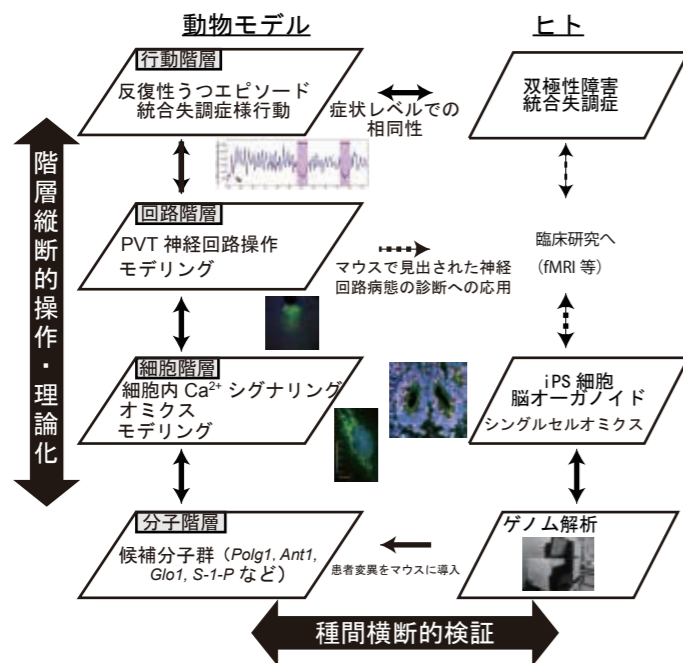 動物モデル
ヒト
行動階層
反復性うつエピソード
統合失調症様行動
症状レベルでの
相同性
双極性障害
統合失調症
階層縦断的操作・理論化
回路階層
PVT 神経回路操作
モデリング
マウスで見出された神経
回路病態の診断への応用
臨床研究へ
(fMRI 等)
細胞階層
細胞内 Ca²⁺ シグナリング
オミクス
モデリング
iPS 細胞
脳オーガノイド
シングルセルオミクス
分子階層
候補分子群（Polg1, Ant1,
Glo1, S-1-P など）
患者変異をマウスに導入
ゲノム解析
種間横断的検証